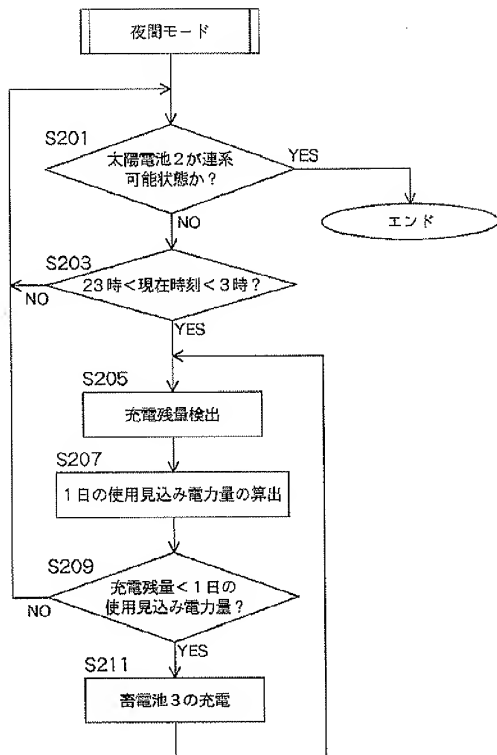 夜間モード
S201
太陽電池2が連系
可能状態か?
YES
エンド
NO
S203
23時<現在時刻<3時?
NO
YES
S205
充電残量検出
S207
1日の使用見込み電力量の算出
S209
充電残量<1日の
使用見込み電力量?
NO
YES
S211
畜電池3の充電